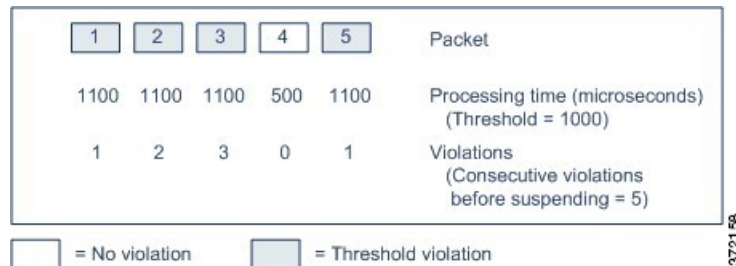 1 2 3 4 5 Packet
1100 1100 1100 500 1100 Processing time (microseconds)
(Threshold = 1000)
1 2 3 0 1 Violations
(Consecutive violations
before suspending = 5)
= No violation = Threshold violation
372159